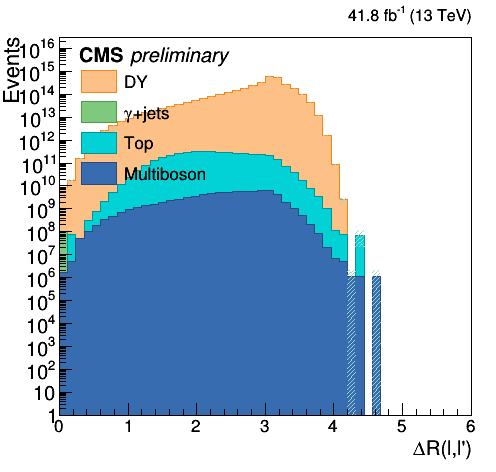 41.8 fb⁻¹ (13 TeV)
Events
CMS preliminary
DY
γ+jets
Top
Multiboson
10¹⁶
10¹⁵
10¹⁴
10¹³
10¹²
10¹¹
10¹⁰
10⁹
10⁸
10⁷
10⁶
10⁵
10⁴
10³
10²
10
1
0 1 2 3 4 5 6
ΔR(l,l')